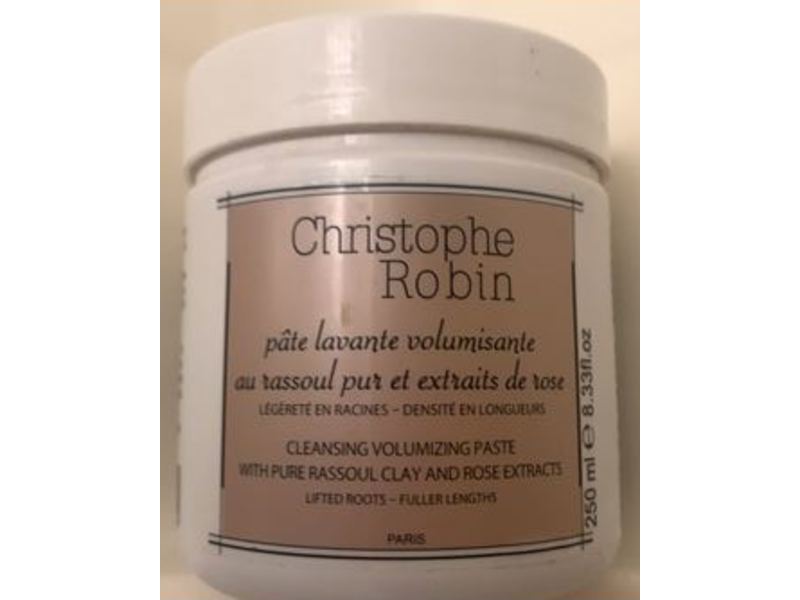 Christophe
Robin
pâte lavante volumisante
au rassoul pur et extraits de rose
LÉGÈRETÉ EN RACINES – DENSITÉ EN LONGUEURS
CLEANSING VOLUMIZING PASTE
WITH PURE RASSOUL CLAY AND ROSE EXTRACTS
LIFTED ROOTS – FULLER LENGTHS
PARIS
250 ml ℮ 8.33fl.oz